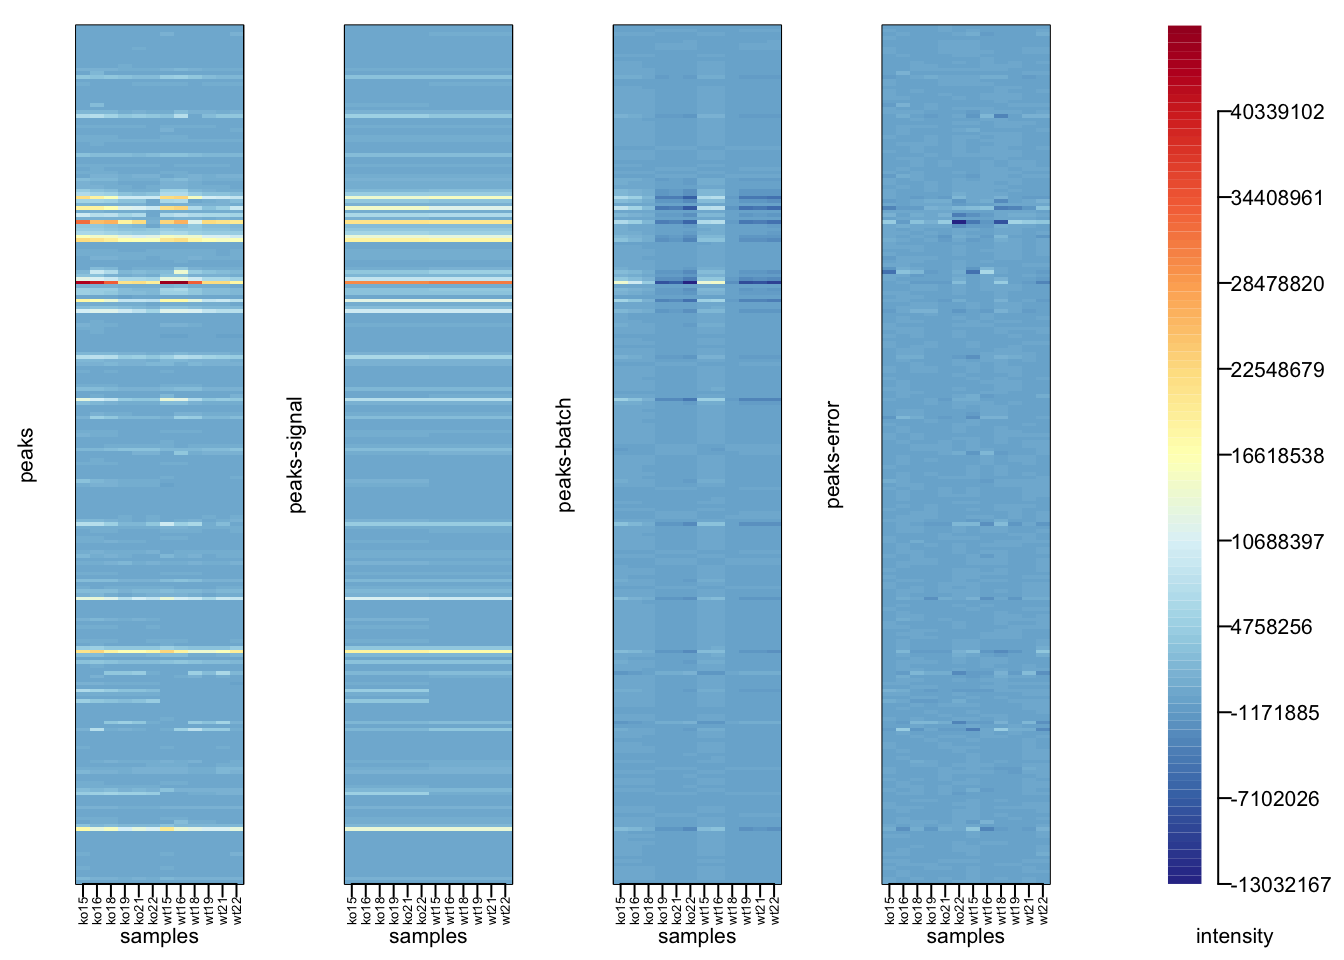 peaks
ko15
ko16
ko18
ko19
ko21
ko22
wt15
wt16
wt18
wt19
wt21
wt22
samples
peaks-signal
ko15
ko16
ko18
ko19
ko21
ko22
wt15
wt16
wt18
wt19
wt21
wt22
samples
peaks-batch
ko15
ko16
ko18
ko19
ko21
ko22
wt15
wt16
wt18
wt19
wt21
wt22
samples
peaks-error
ko15
ko16
ko18
ko19
ko21
ko22
wt15
wt16
wt18
wt19
wt21
wt22
samples
40339102
34408961
28478820
22548679
16618538
10688397
4758256
-1171885
-7102026
-13032167
intensity